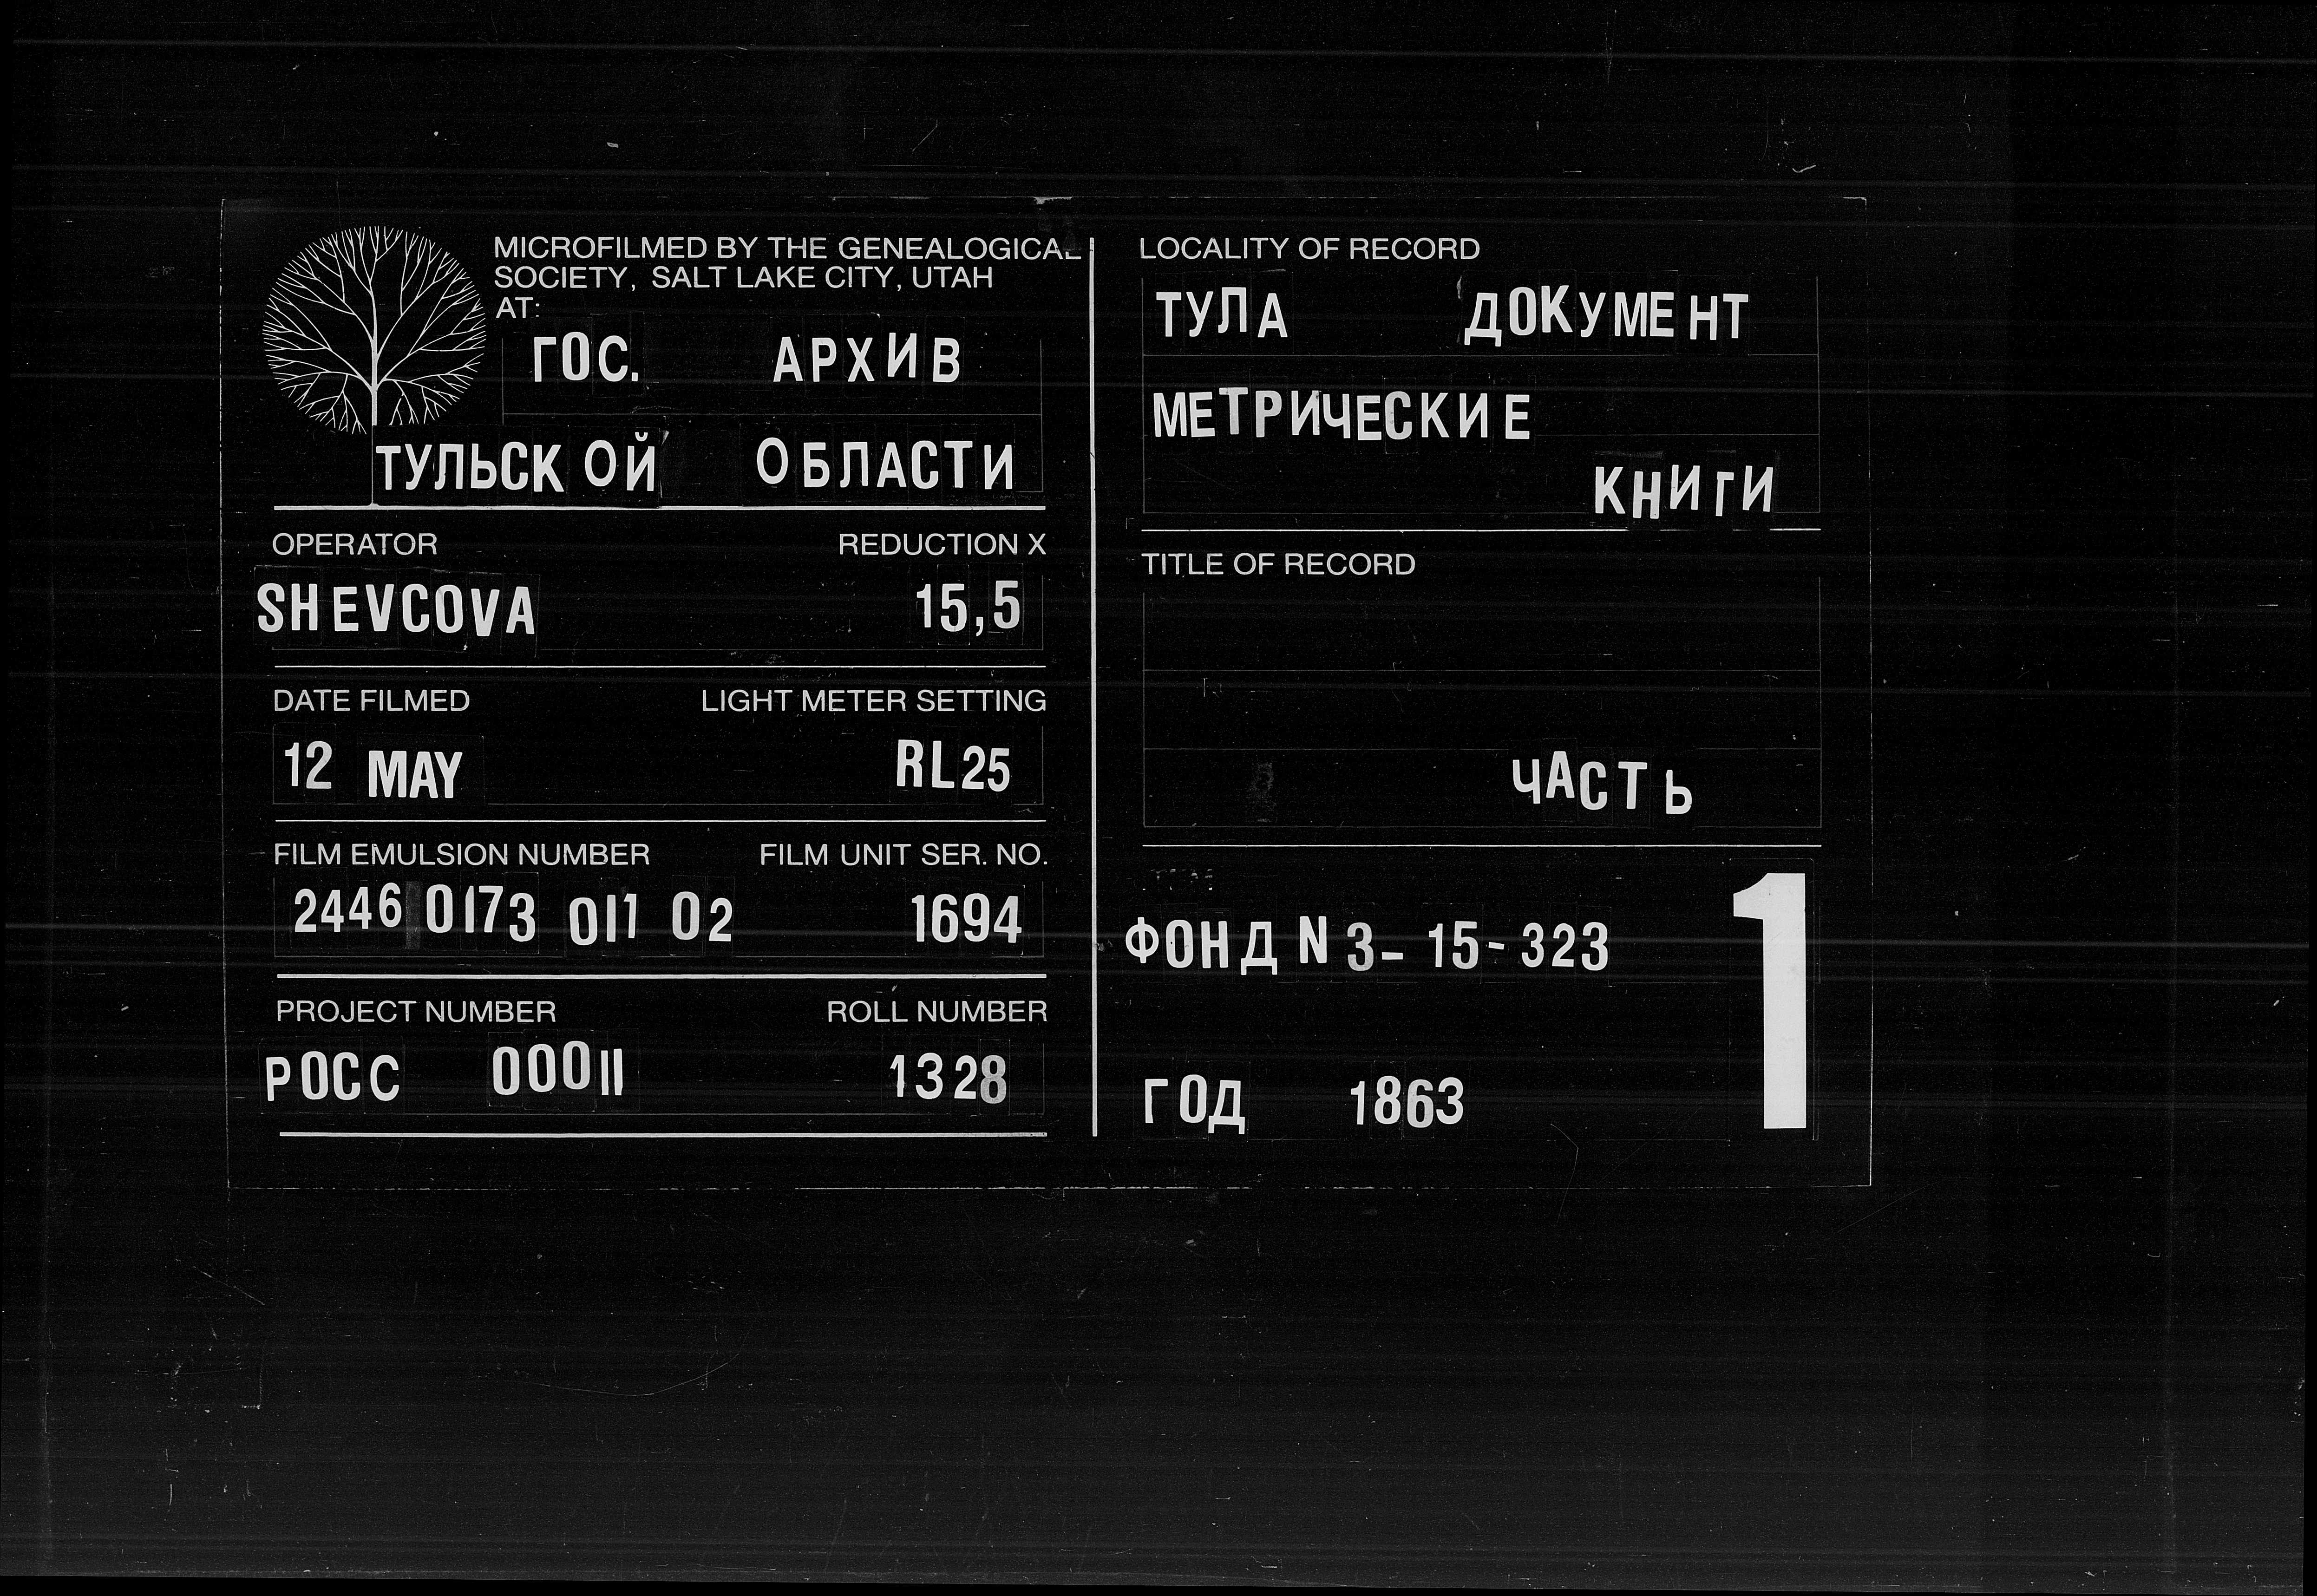 MICROFILMED BY THE GENEALOGICAL
SOCIETY, SALT LAKE CITY, UTAH
AT:
ГОС. АРХИВ
ТУЛЬСКОЙ ОБЛАСТИ
OPERATOR REDUCTION X
SHEVCOVA 15,5
DATE FILMED LIGHT METER SETTING
12 MAY RL25
FILM EMULSION NUMBER FILM UNIT SER. NO.
2446 0173 011 02 1694
PROJECT NUMBER ROLL NUMBER
РОСС 00011 1328
LOCALITY OF RECORD
ТУЛА ДОКУМЕНТ
МЕТРИЧЕСКИЕ
КНИГИ
TITLE OF RECORD
ЧАСТЬ
1
ФОНД N 3-15-323
ГОД 1863